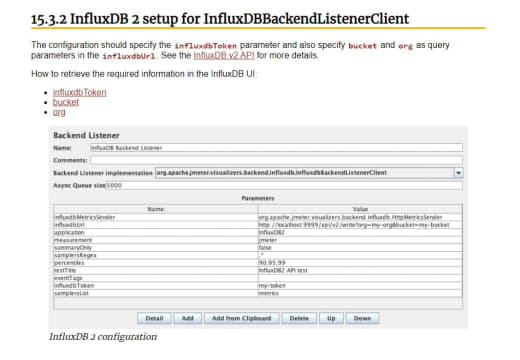 15.3.2 InfluxDB 2 setup for InfluxDBBackendListenerClient
The configuration should specify the influxdbToken parameter and also specify bucket and org as query
parameters in the influxdbUrl. See the InfluxDB v2 API for more details.
How to retrieve the required information in the InfluxDB UI:
influxdbToken
bucket
org
Backend Listener
Name: InfluxDB Backend Listener
Comments:
Backend Listener implementation org.apache.jmeter.visualizers.backend.influxdb.InfluxdbBackendListenerClient
Async Queue size 5000
Parameters
Name: Value
influxdbMetricsSender org.apache.jmeter.visualizers.backend.influxdb.HttpMetricsSender
influxdbUrl http://localhost:9999/api/v2/write?org=my-org&bucket=my-bucket
application InfluxDB2
measurement jmeter
summaryOnly false
samplersRegex .*
percentiles 90;95;99
testTitle InfluxDB2 API test
eventTags
influxdbToken my-token
samplersList metrics
Detail Add Add from Clipboard Delete Up Down
InfluxDB 2 configuration